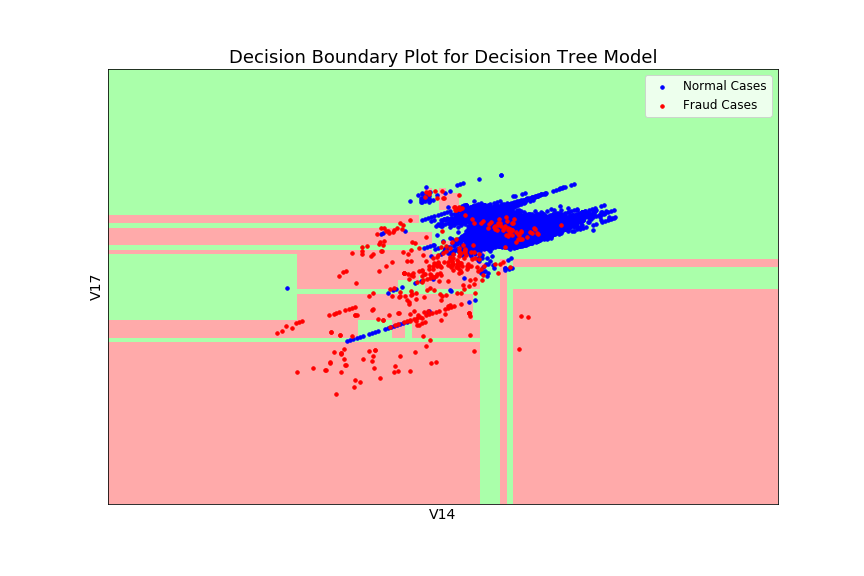 Decision Boundary Plot for Decision Tree Model
Normal Cases
Fraud Cases
V17
V14